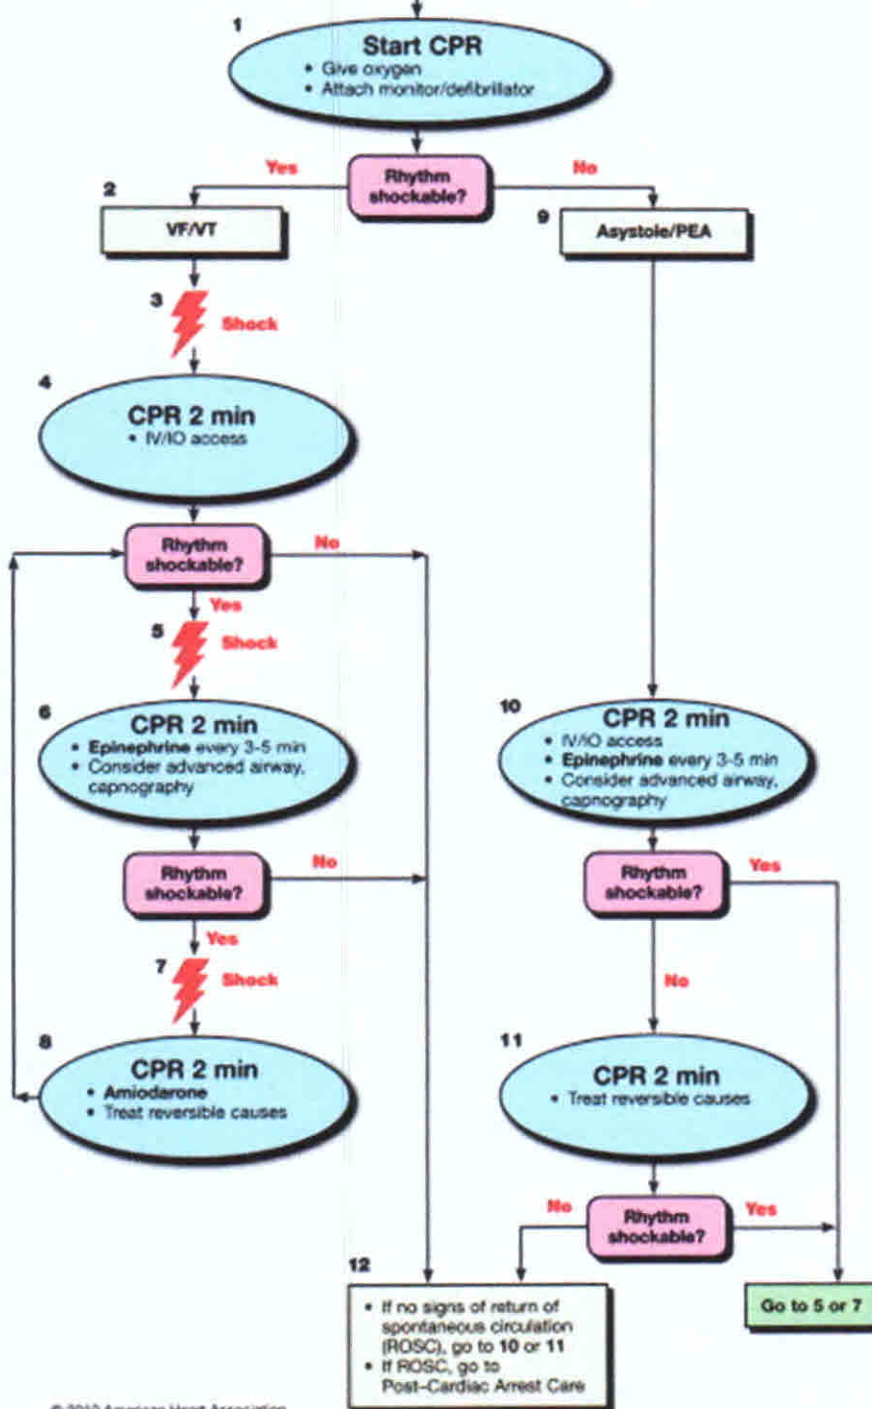 1
Start CPR
• Give oxygen
• Attach monitor/defibrillator
Rhythm
shockable?
Yes
No
2
VF/VT
9
Asystole/PEA
3
Shock
4
CPR 2 min
• IV/IO access
Rhythm
shockable?
No
Yes
5
Shock
6
CPR 2 min
• Epinephrine every 3-5 min
• Consider advanced airway,
capnography
10
CPR 2 min
• IV/IO access
• Epinephrine every 3-5 min
• Consider advanced airway,
capnography
Rhythm
shockable?
No
Yes
Rhythm
shockable?
Yes
No
7
Shock
8
CPR 2 min
• Amiodarone
• Treat reversible causes
11
CPR 2 min
• Treat reversible causes
Rhythm
shockable?
No
Yes
12
• If no signs of return of
spontaneous circulation
(ROSC), go to 10 or 11
• If ROSC, go to
Post–Cardiac Arrest Care
Go to 5 or 7
American Heart Association